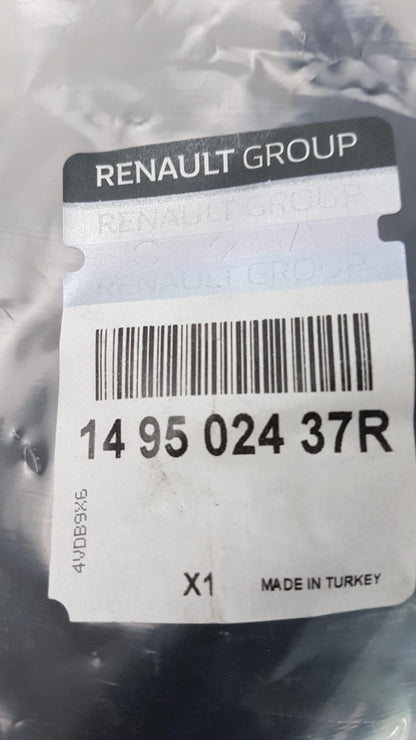 RENAULT GROUP
RENAULT GROUP
RENAULT GROUP
14 95 024 37R
4VDB9X6
X1 MADE IN TURKEY